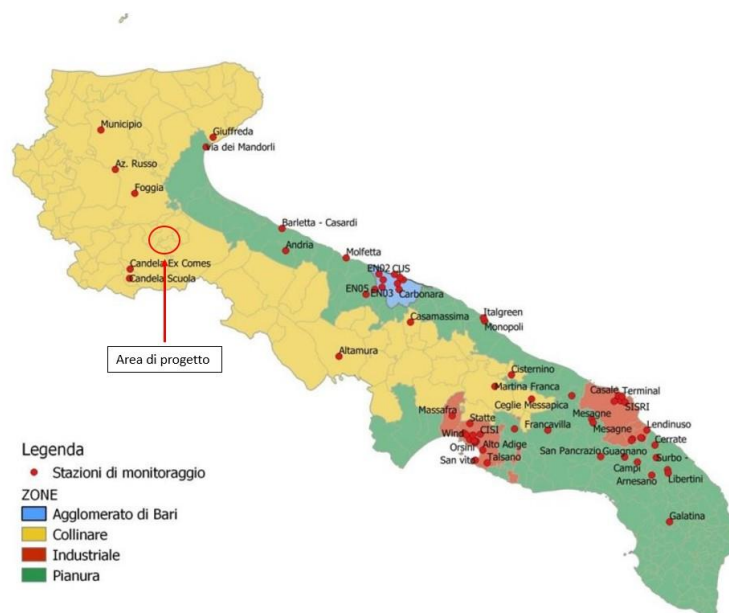 Municipio
Giuffreda
Via dei Mandorli
Az. Russo
Foggia
Barletta - Casardi
Andria
Molfetta
Candela Ex Comes
Candela Scuola
EN02 CUS
EN05
EN03
Carbonara
Casamassima
Italgreen
Monopoli
Area di progetto
Altamura
Cisternino
Martina Franca
Ceglie Messapica
Casale
Terminal
SISRI
Massafra
Statte
Mesagne
Mesagne
Lendinuso
Wind
CISI
Francavilla
Cerrate
Orsini
Alto Adige
San Pancrazio
Guagnano
Surbo -
San vito
Talsano
Campi
Arnesano
Libertini
Galatina
Legenda
Stazioni di monitoraggio
ZONE
Agglomerato di Bari
Collinare
Industriale
Pianura